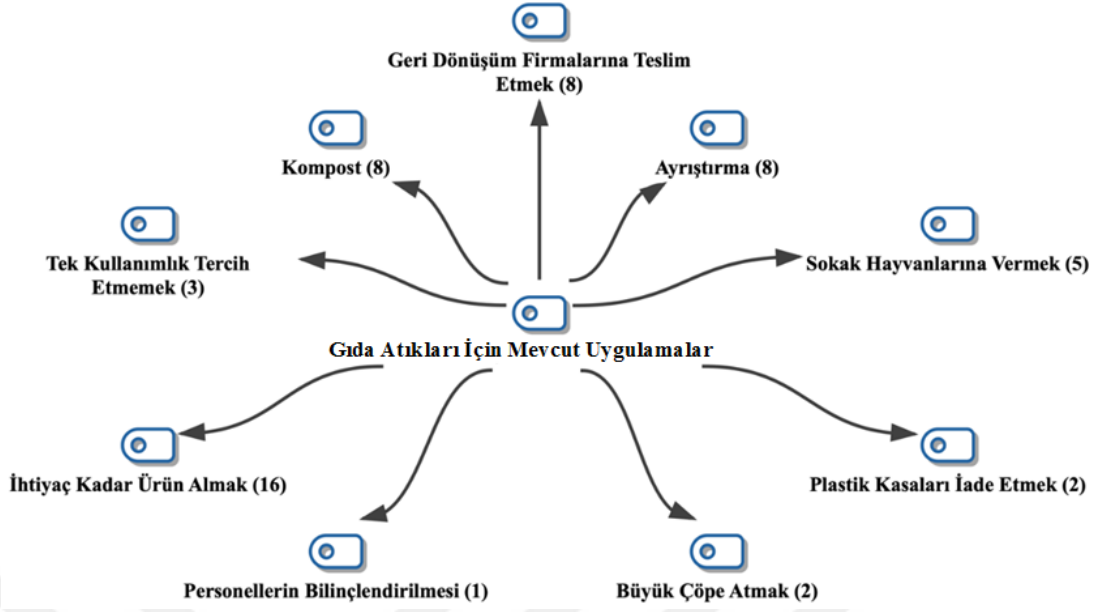 Geri Dönüşüm Firmalarına Teslim
Etmek (8)
Kompost (8)
Ayrıştırma (8)
Tek Kullanımlık Tercih
Etmemek (3)
Sokak Hayvanlarına Vermek (5)
Gıda Atıkları İçin Mevcut Uygulamalar
İhtiyaç Kadar Ürün Almak (16)
Plastik Kasaları İade Etmek (2)
Personellerin Bilinçlendirilmesi (1)
Büyük Çöpe Atmak (2)